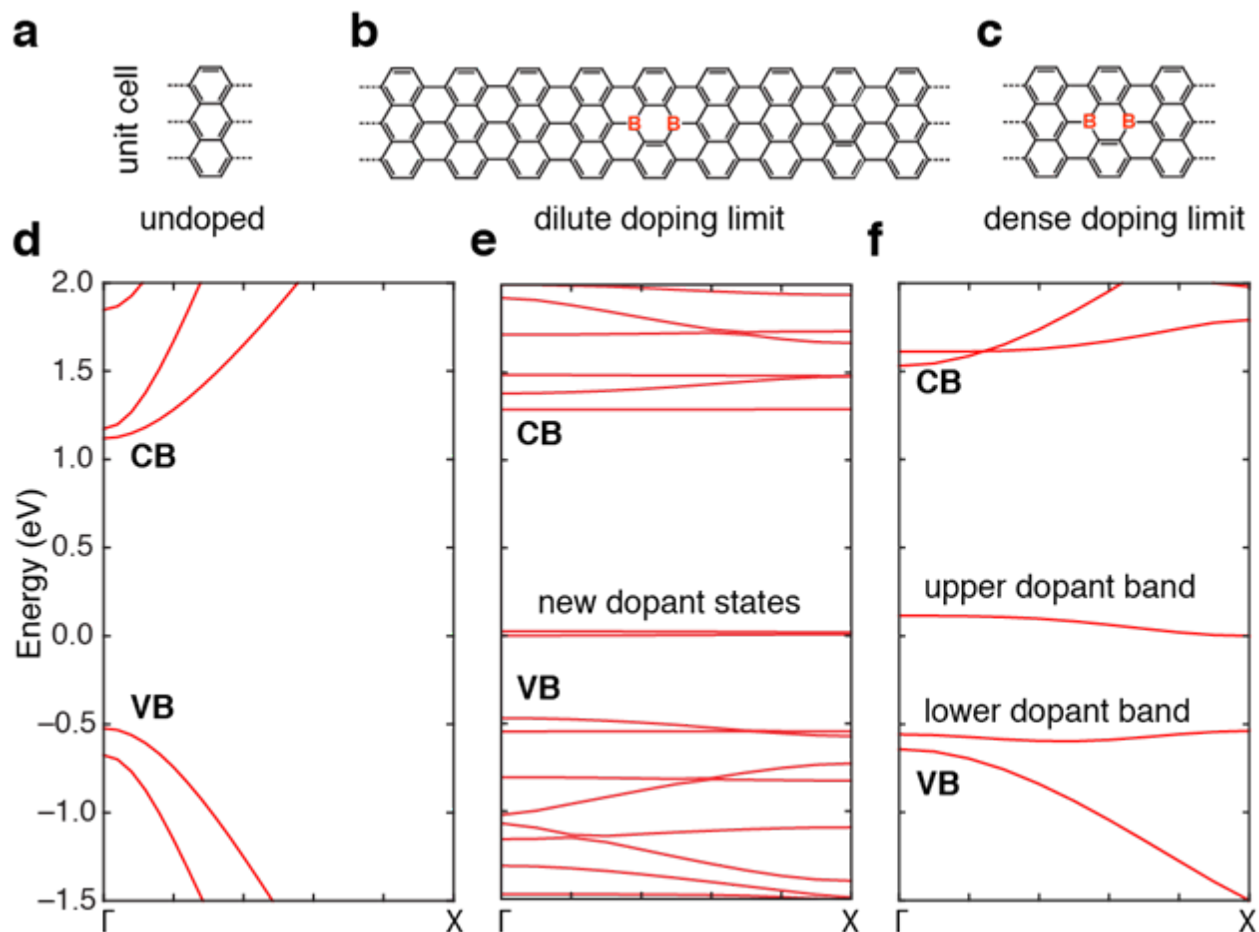 a
b
c
unit cell
B B
B B
undoped
dilute doping limit
dense doping limit
d
e
f
Energy (eV)
2.0
1.5
1.0
0.5
0.0
−0.5
−1.0
−1.5
CB
VB
Γ
X
CB
new dopant states
VB
Γ
X
CB
upper dopant band
lower dopant band
VB
Γ
X